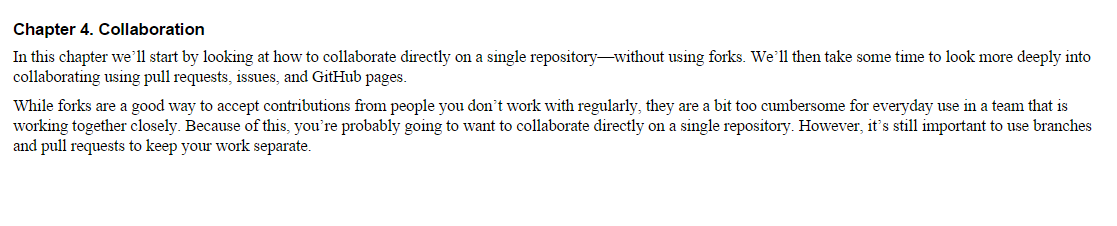 Chapter 4. Collaboration
In this chapter we’ll start by looking at how to collaborate directly on a single repository—without using forks. We’ll then take some time to look more deeply into
collaborating using pull requests, issues, and GitHub pages.
While forks are a good way to accept contributions from people you don’t work with regularly, they are a bit too cumbersome for everyday use in a team that is
working together closely. Because of this, you’re probably going to want to collaborate directly on a single repository. However, it’s still important to use branches
and pull requests to keep your work separate.